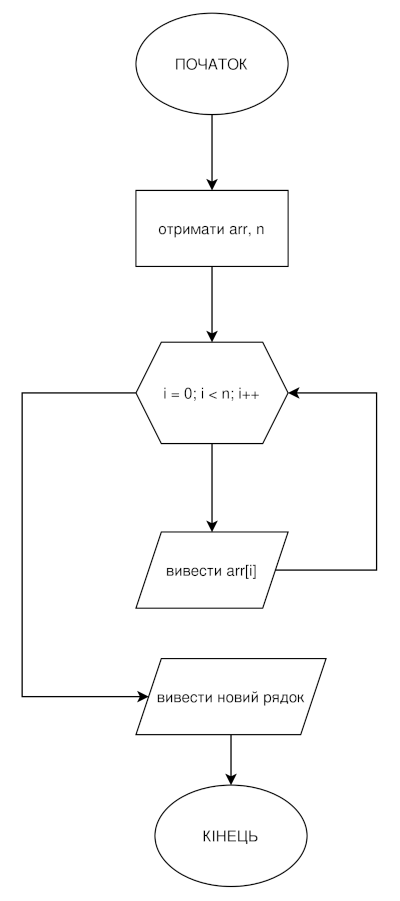 ПОЧАТОК
отримати arr, n
i = 0; i < n; i++
вивести arr[i]
вивести новий рядок
КІНЕЦЬ